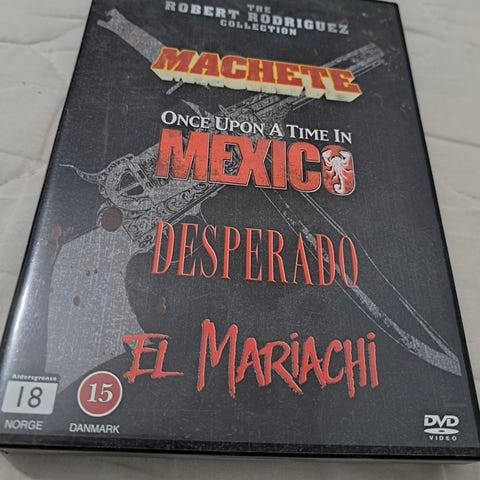 THE
ROBERT RODRIGUEZ
COLLECTION
MACHETE
ONCE UPON A TIME IN
MEXICO
DESPERADO
EL MARIACHI
Aldersgrense
18
NORGE
15
DANMARK
DVD
VIDEO